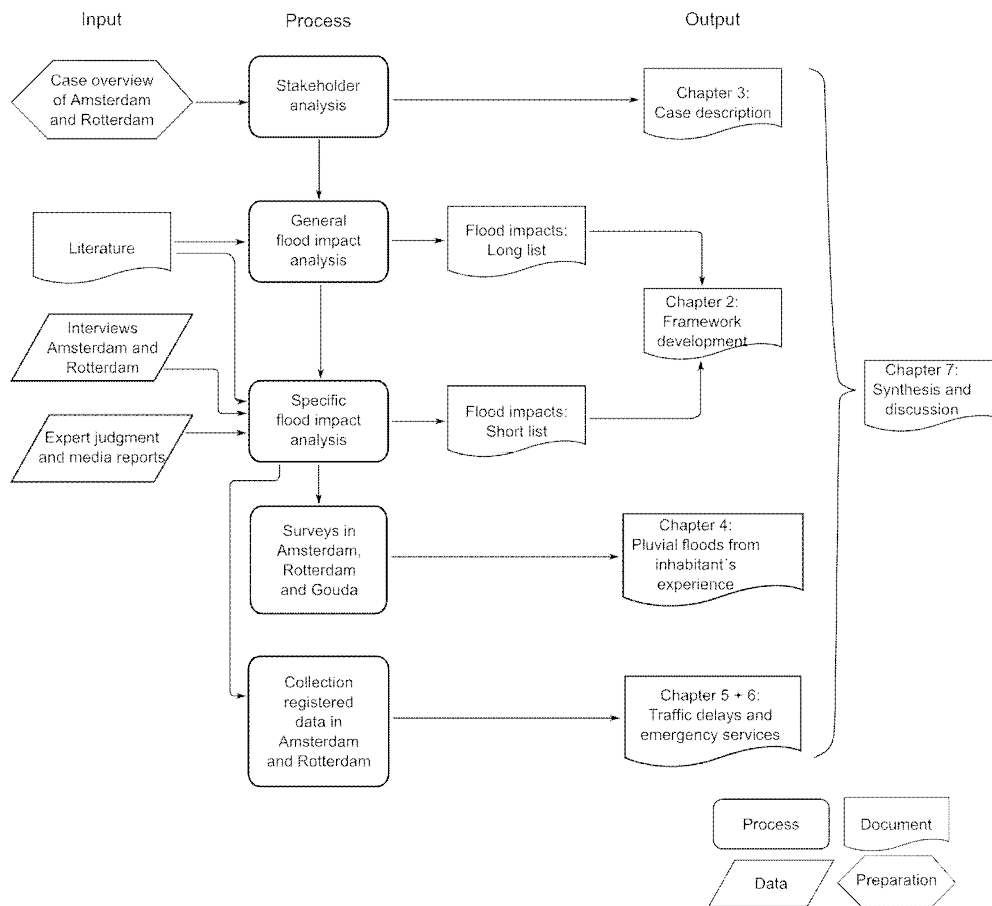 Input
Process
Output
Case overview
of Amsterdam
and Rotterdam
Stakeholder
analysis
Chapter 3:
Case description
Literature
General
flood impact
analysis
Flood impacts:
Long list
Chapter 2:
Framework
development
Interviews
Amsterdam and
Rotterdam
Expert judgment
and media reports
Specific
flood impact
analysis
Flood impacts:
Short list
Chapter 7:
Synthesis and
discussion
Surveys in
Amsterdam,
Rotterdam
and Gouda
Chapter 4:
Pluvial floods from
inhabitant´s
experience
Collection
registered
data in
Amsterdam
and Rotterdam
Chapter 5 + 6:
Traffic delays and
emergency services
Process
Document
Data
Preparation